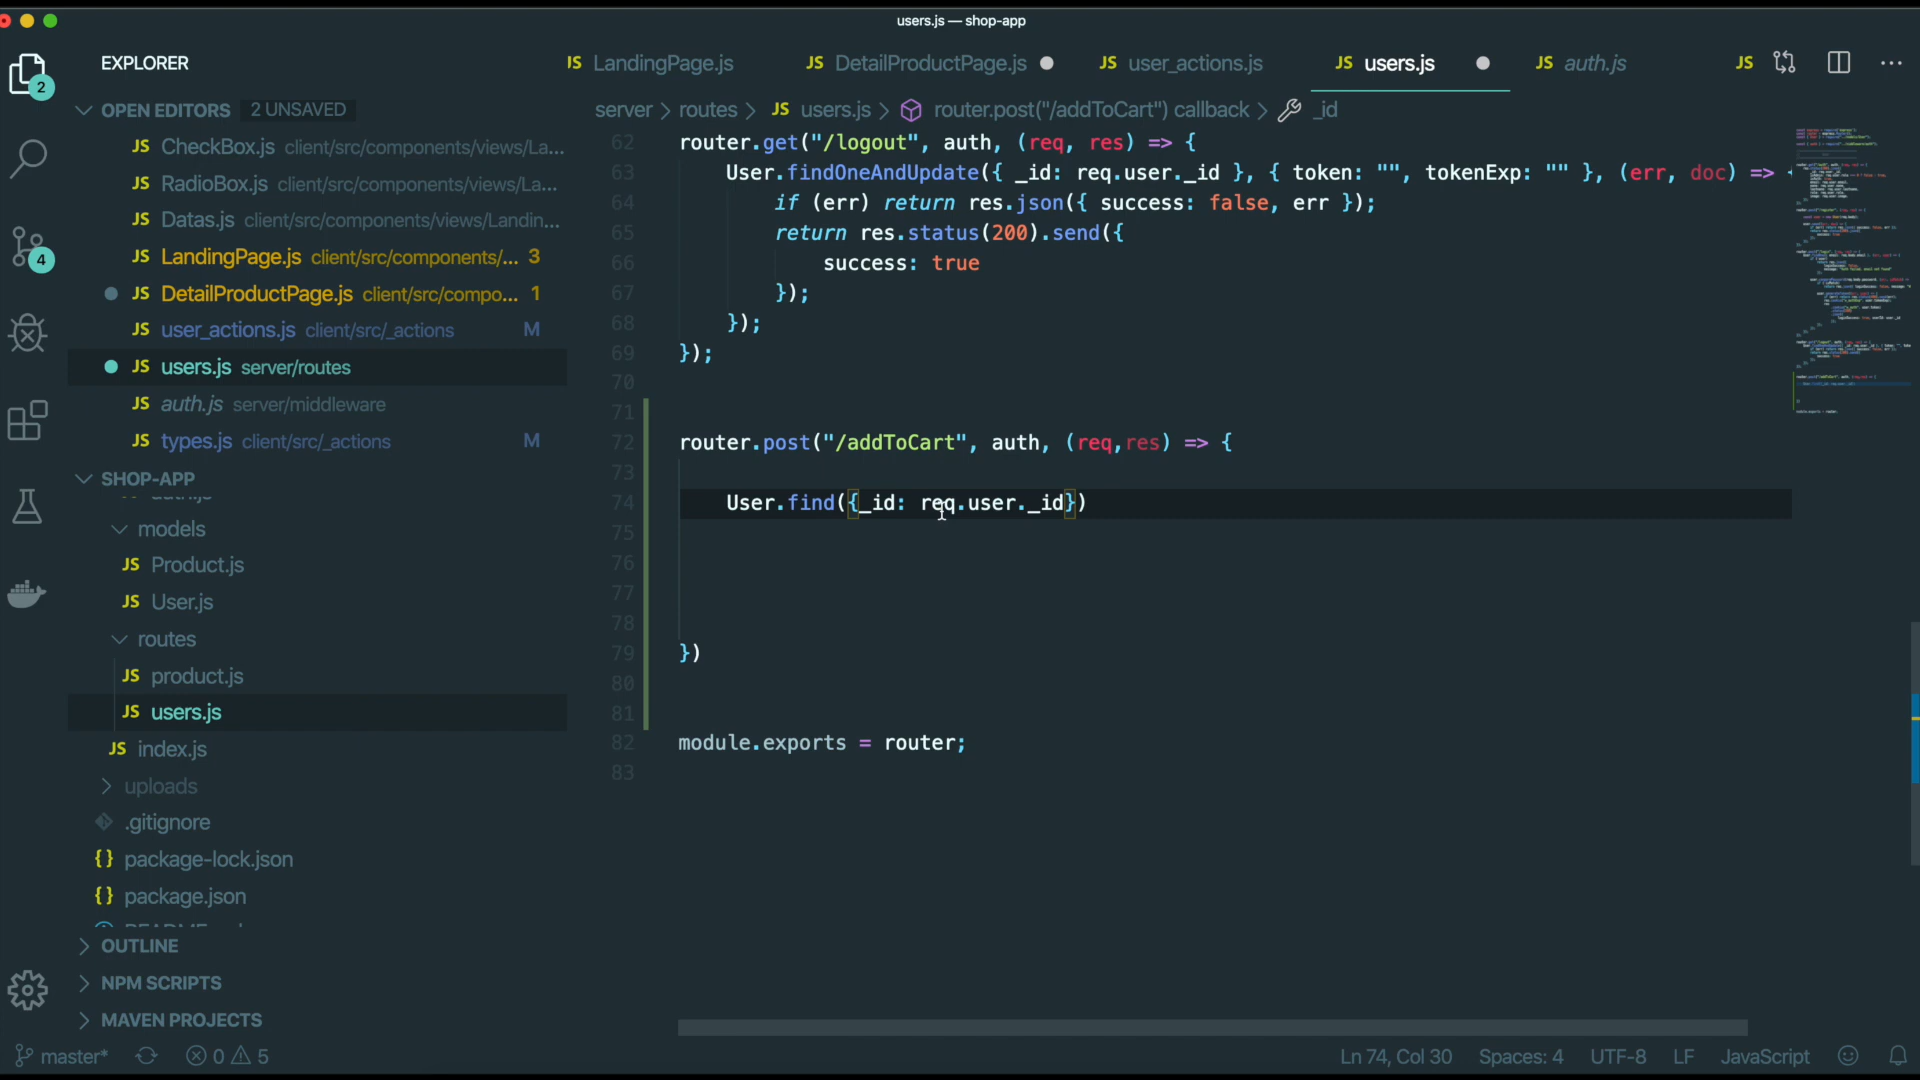 users.js — shop-app
EXPLORER
JS LandingPage.js
JS DetailProductPage.js
JS user_actions.js
JS users.js
JS auth.js
JS
2
OPEN EDITORS 2 UNSAVED
server > routes > JS users.js > router.post("/addToCart") callback > _id
JS CheckBox.js client/src/components/views/La...
JS RadioBox.js client/src/components/views/La...
JS Datas.js client/src/components/views/Landin...
JS LandingPage.js client/src/components/... 3
4
JS DetailProductPage.js client/src/compo... 1
JS user_actions.js client/src/_actions M
JS users.js server/routes
JS auth.js server/middleware
JS types.js client/src/_actions M
SHOP-APP
models
JS Product.js
JS User.js
routes
JS product.js
JS users.js
JS index.js
uploads
.gitignore
{} package-lock.json
{} package.json
OUTLINE
NPM SCRIPTS
MAVEN PROJECTS
62 router.get("/logout", auth, (req, res) => {
63 User.findOneAndUpdate({ _id: req.user._id }, { token: "", tokenExp: "" }, (err, doc) => {
64 if (err) return res.json({ success: false, err });
65 return res.status(200).send({
66 success: true
67 });
68 });
69 });
70
71
72 router.post("/addToCart", auth, (req,res) => {
73
74 User.find({_id: req.user._id})
75
76
77
78
79 })
80
81
82 module.exports = router;
83
master* 0 5
Ln 74, Col 30 Spaces: 4 UTF-8 LF JavaScript